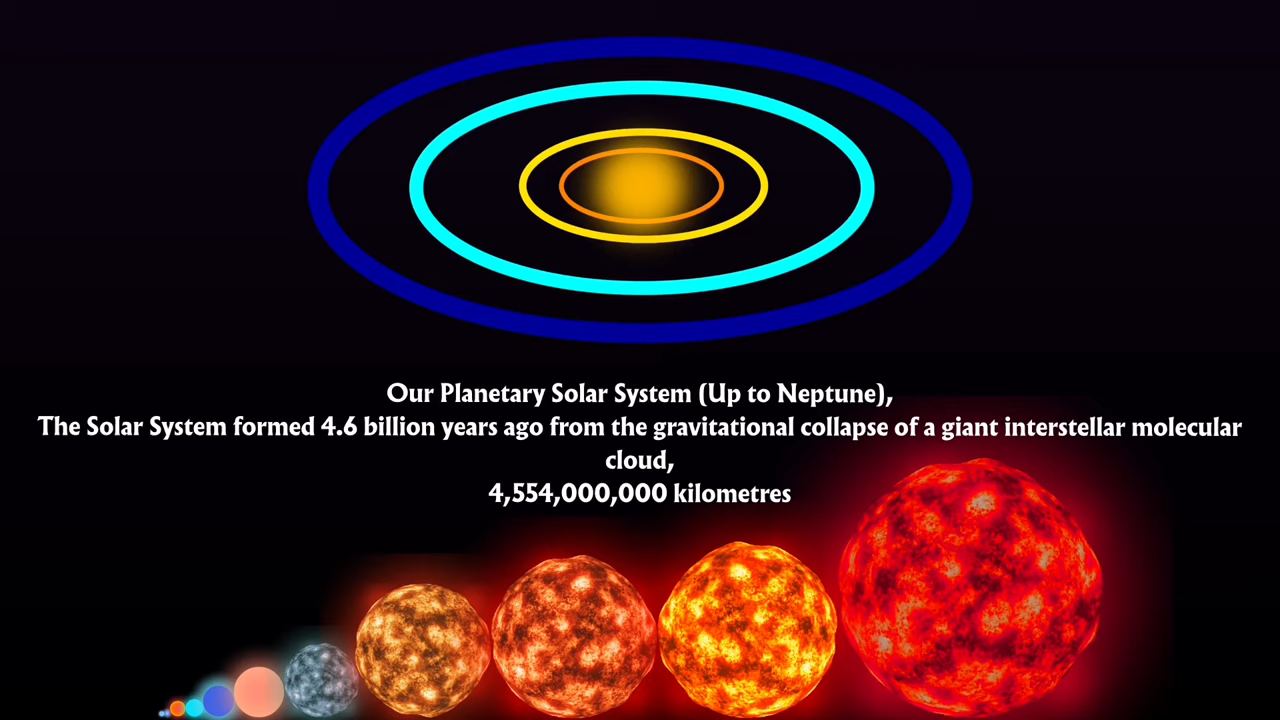 Our Planetary Solar System (Up to Neptune),
The Solar System formed 4.6 billion years ago from the gravitational collapse of a giant interstellar molecular
cloud,
4,554,000,000 kilometres